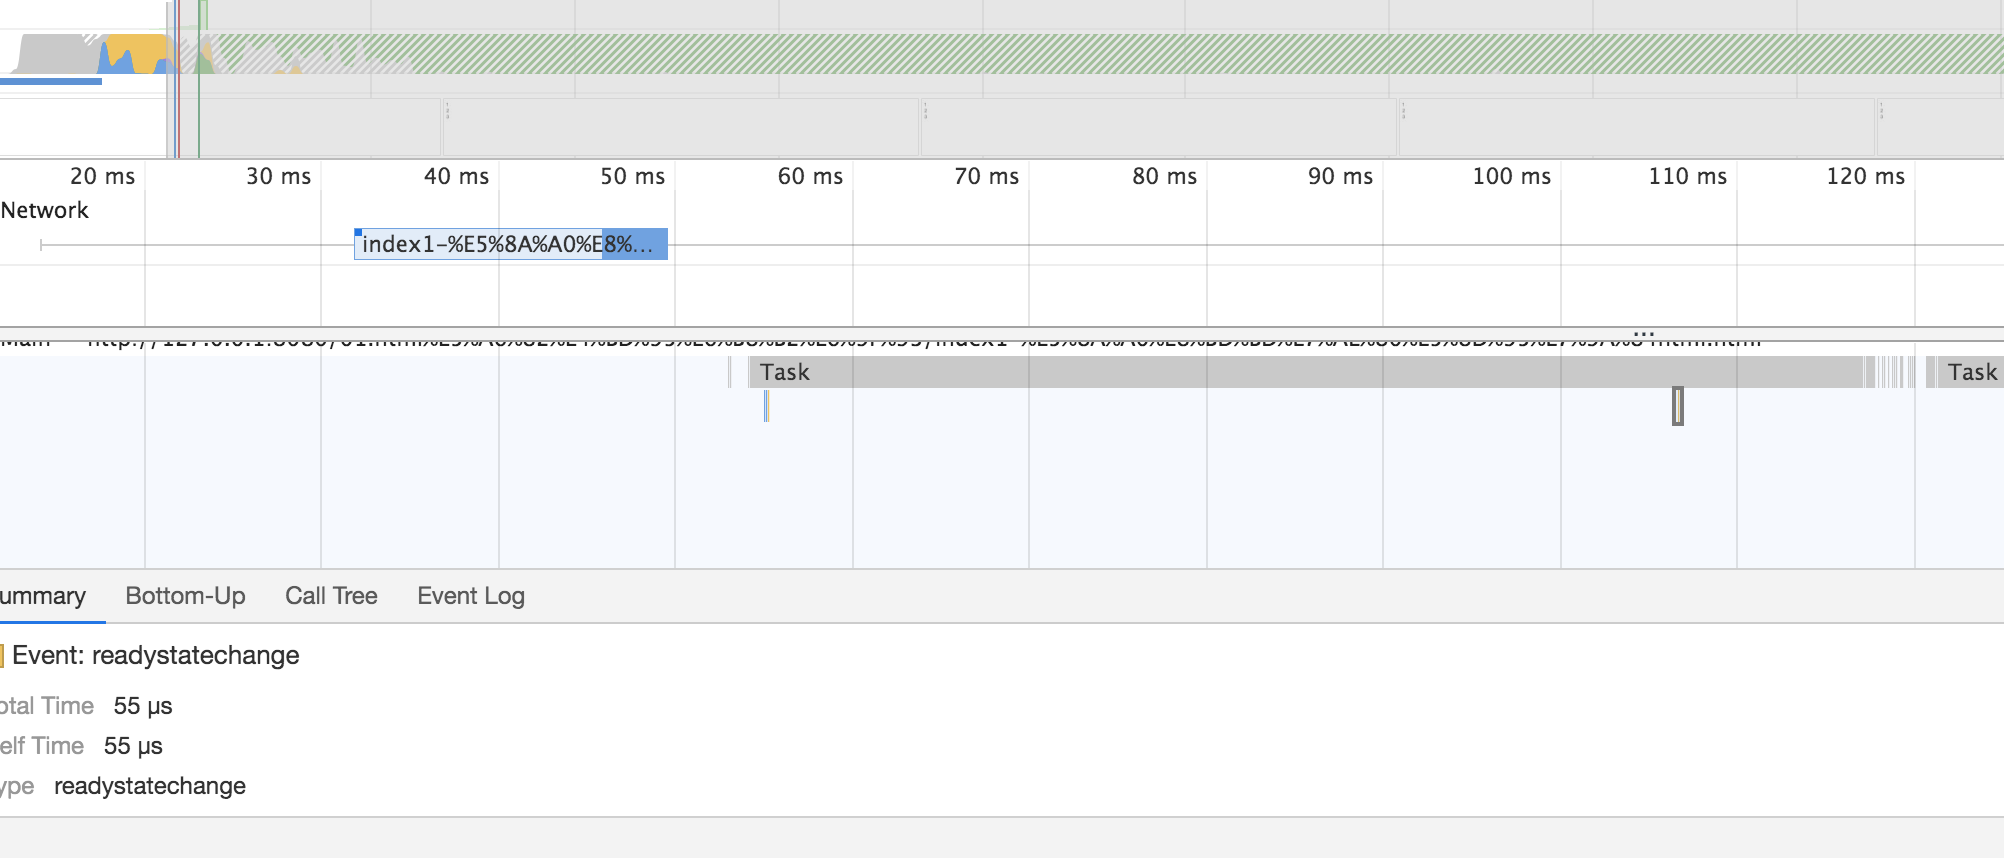 20 ms 30 ms 40 ms 50 ms 60 ms 70 ms 80 ms 90 ms 100 ms 110 ms 120 ms
Network
index1-%E5%8A%A0%E8%...
...
Task Task
ummary Bottom-Up Call Tree Event Log
Event: readystatechange
otal Time 55 µs
elf Time 55 µs
ype readystatechange